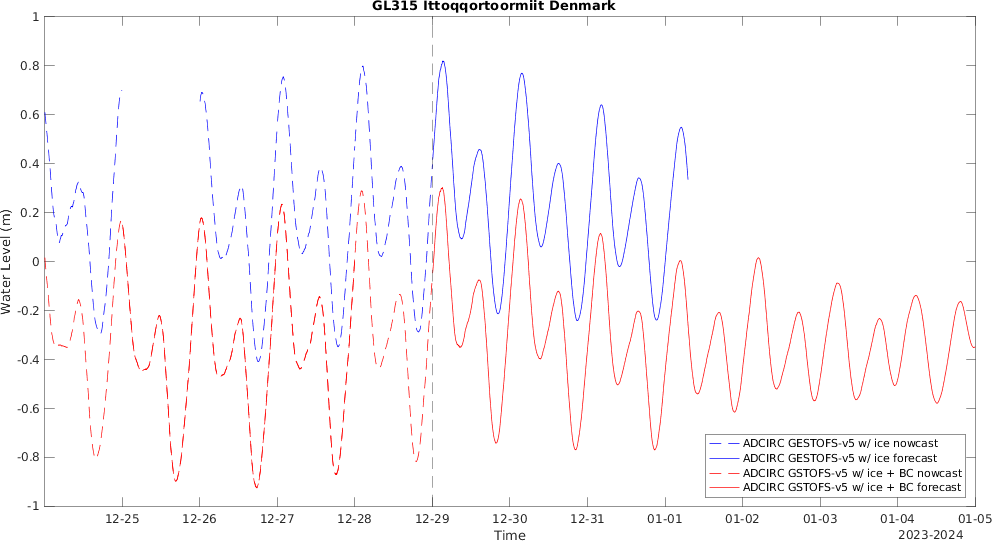 GL315 Ittoqqortoormiit Denmark
1
0.8
0.6
0.4
0.2
0
-0.2
-0.4
-0.6
-0.8
-1
Water Level (m)
12-25 12-26 12-27 12-28 12-29 12-30 12-31 01-01 01-02 01-03 01-04 01-05
Time
2023-2024
ADCIRC GESTOFS-v5 w/ ice nowcast
ADCIRC GESTOFS-v5 w/ ice forecast
ADCIRC GSTOFS-v5 w/ ice + BC nowcast
ADCIRC GSTOFS-v5 w/ ice + BC forecast